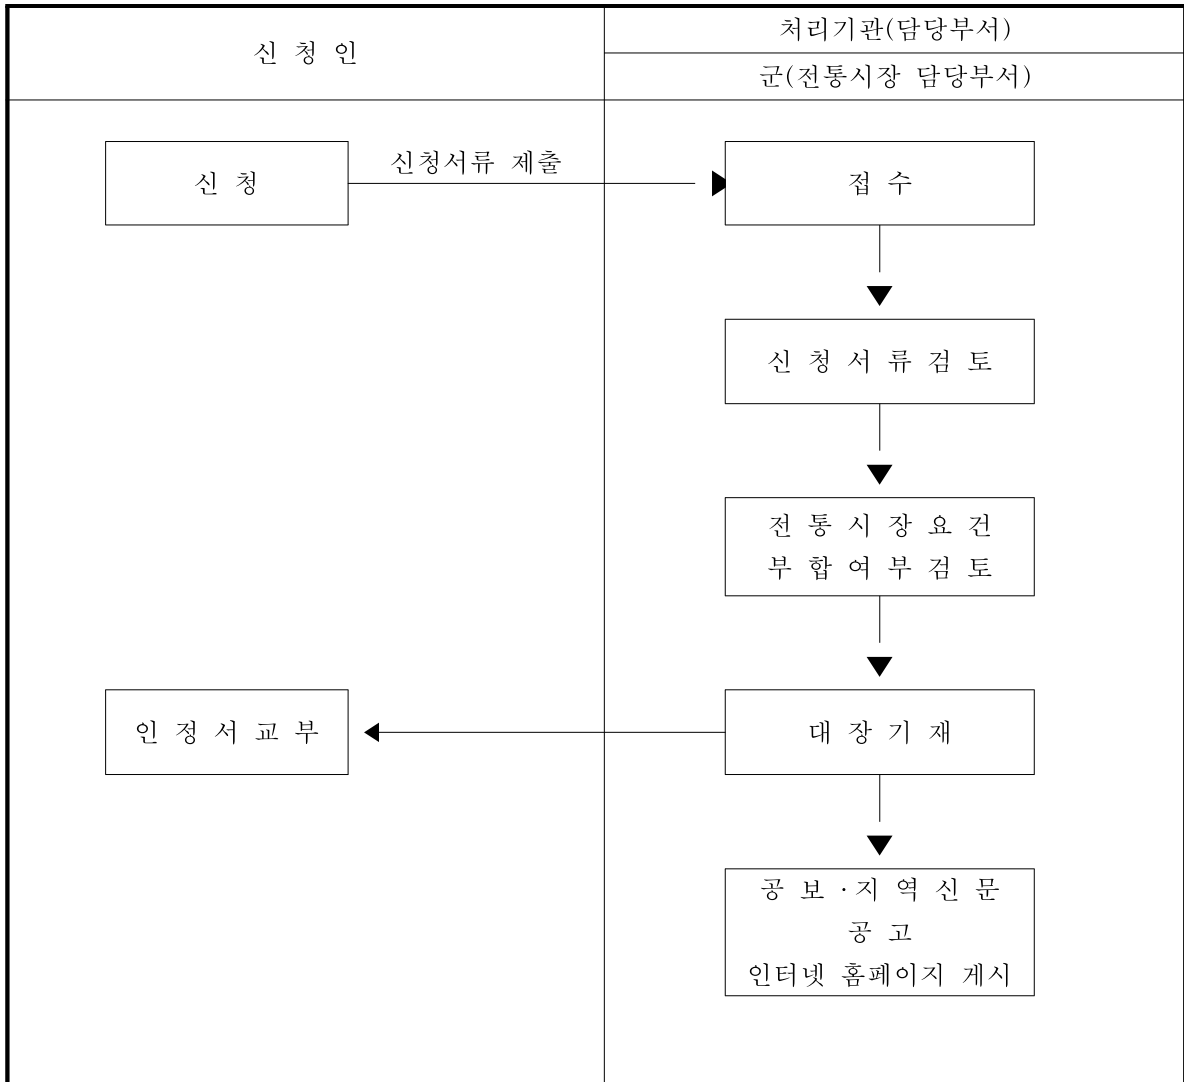 신 청 인
처리기관(담당부서)
군(전통시장 담당부서)
신 청
신청서류 제출
접 수
신 청 서 류 검 토
전 통 시 장 요 건
부 합 여 부 검 토
인 정 서 교 부
대 장 기 재
공 보 · 지 역 신 문
공 고
인터넷 홈페이지 게시